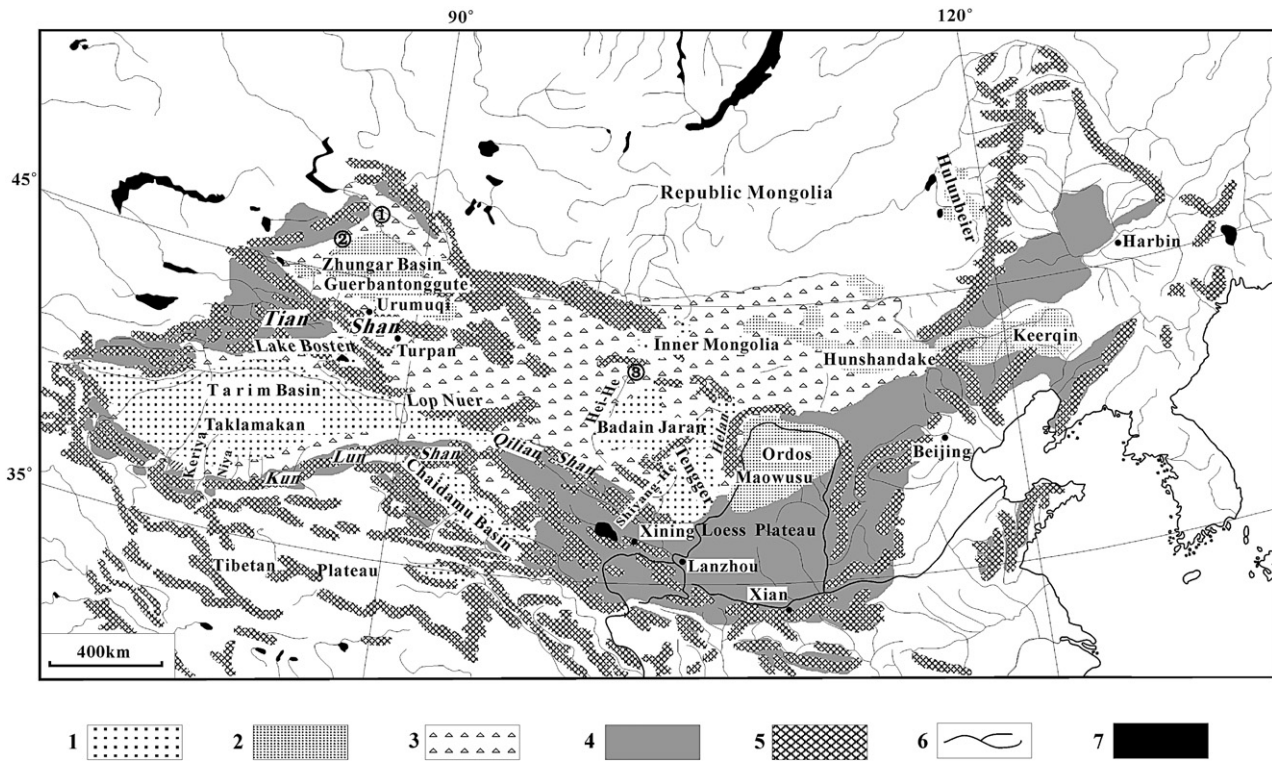 90°
120°
45°
35°
Republic Mongolia
Hulunbeier
Harbin
①
②
Zhungar Basin
Guerbantonggute
Urumuqi
Tian Shan
Lake Bosten
Turpan
Inner Mongolia
Hunshandake
Keerqin
⑧
Tarim Basin
Lop Nuer
Hei-He
Taklamakan
Badain Jaran
Helan
Keriya
Niya
Kun Lun Shan
Qilian Shan
Tengger
Ordos
Beijing
Maowusu
Chaidamu Basin
Shiyang-He
Xining
Loess Plateau
Lanzhou
Tibetan Plateau
Xian
400km
1
2
3
4
5
6
7